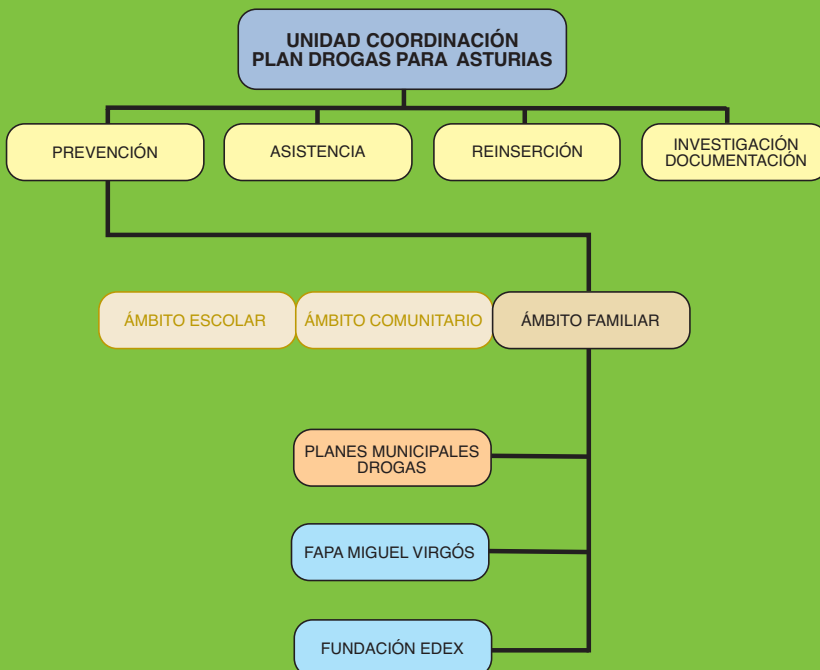 UNIDAD COORDINACIÓN
PLAN DROGAS PARA ASTURIAS
PREVENCIÓN
ASISTENCIA
REINSERCIÓN
INVESTIGACIÓN
DOCUMENTACIÓN
ÁMBITO ESCOLAR
ÁMBITO COMUNITARIO
ÁMBITO FAMILIAR
PLANES MUNICIPALES
DROGAS
FAPA MIGUEL VIRGÓS
FUNDACIÓN EDEX